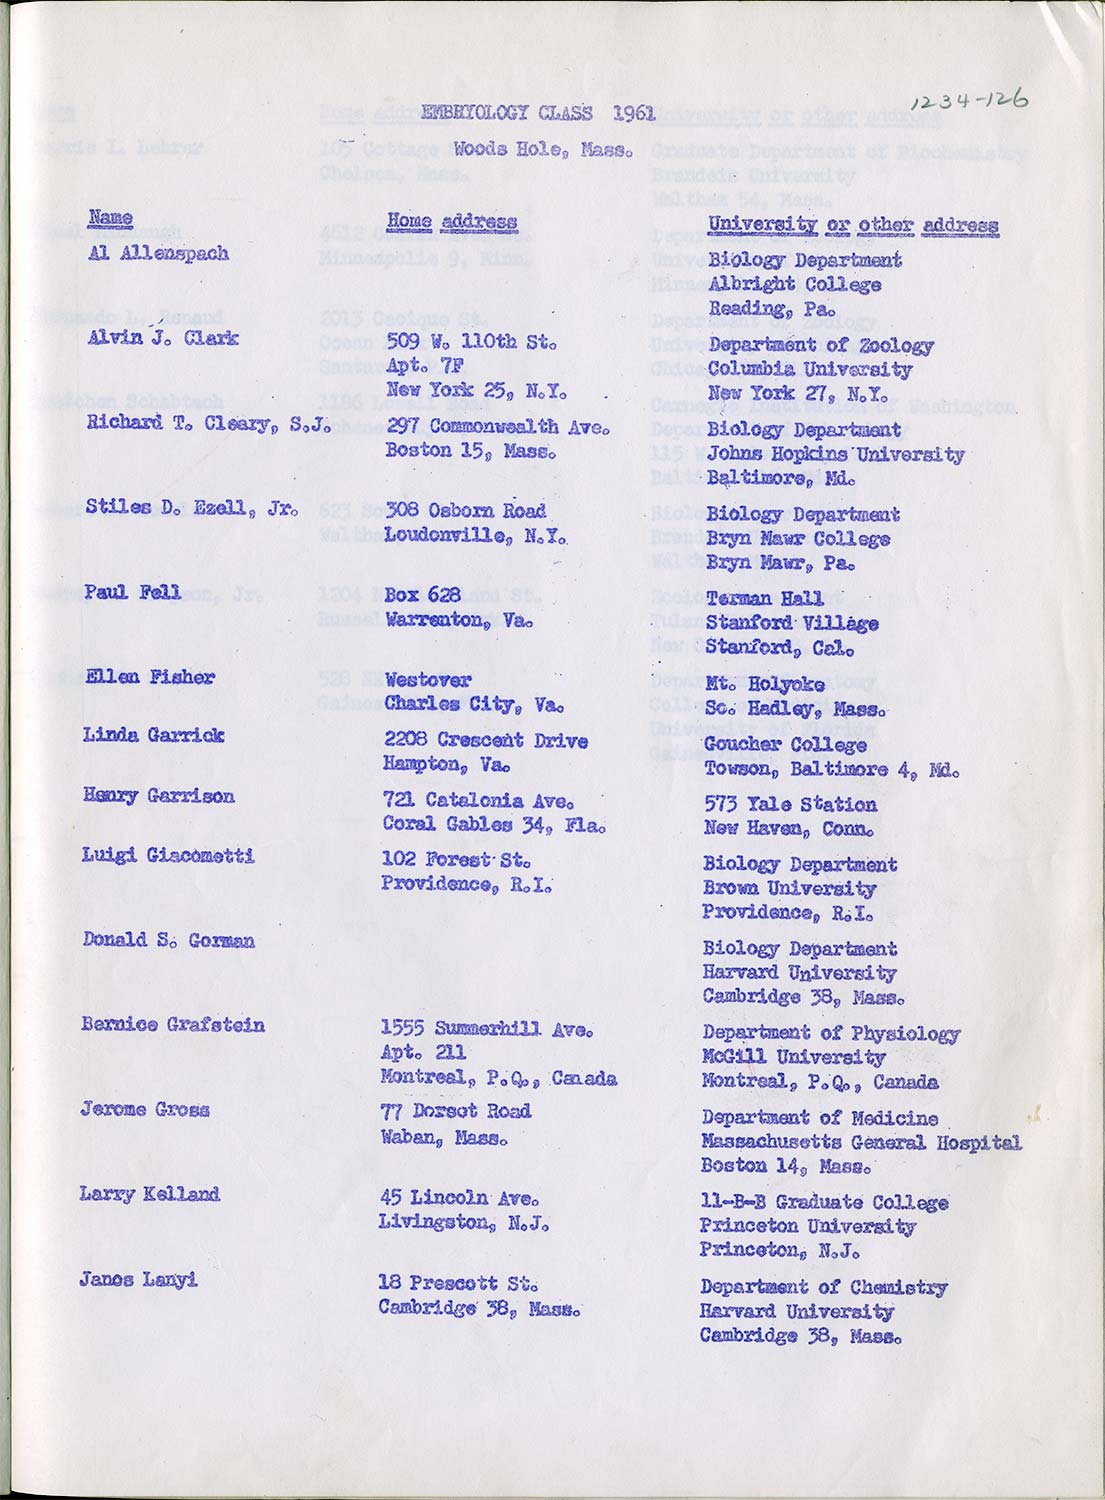 1234-126
EMBRYOLOGY CLASS 1961
Woods Hole, Mass.
Name Home address University or other address
Al Allenspach Biology Department
Albright College
Reading, Pa.
Alvin J. Clark 509 W. 110th St. Department of Zoology
Apt. 7F Columbia University
New York 25, N.Y. New York 27, N.Y.
Richard T. Cleary, S.J. 297 Commonwealth Ave. Biology Department
Boston 15, Mass. Johns Hopkins University
Baltimore, Md.
Stiles D. Ezell, Jr. 308 Osborn Road Biology Department
Loudonville, N.Y. Bryn Mawr College
Bryn Mawr, Pa.
Paul Fell Box 628 Terman Hall
Warrenton, Va. Stanford Village
Stanford, Cal.
Ellen Fisher Westover Mt. Holyoke
Charles City, Va. So. Hadley, Mass.
Linda Garrick 2208 Crescent Drive Goucher College
Hampton, Va. Towson, Baltimore 4, Md.
Henry Garrison 721 Catalonia Ave. 573 Yale Station
Coral Gables 34, Fla. New Haven, Conn.
Luigi Giacometti 102 Forest St. Biology Department
Providence, R.I. Brown University
Providence, R.I.
Donald S. Gorman Biology Department
Harvard University
Cambridge 38, Mass.
Bernice Grafstein 1555 Summerhill Ave. Department of Physiology
Apt. 211 McGill University
Montreal, P.Q., Canada Montreal, P.Q., Canada
Jerome Gross 77 Dorset Road Department of Medicine
Waban, Mass. Massachusetts General Hospital
Boston 14, Mass.
Larry Kelland 45 Lincoln Ave. 11-B-B Graduate College
Livingston, N.J. Princeton University
Princeton, N.J.
Janos Lanyi 18 Prescott St. Department of Chemistry
Cambridge 38, Mass. Harvard University
Cambridge 38, Mass.